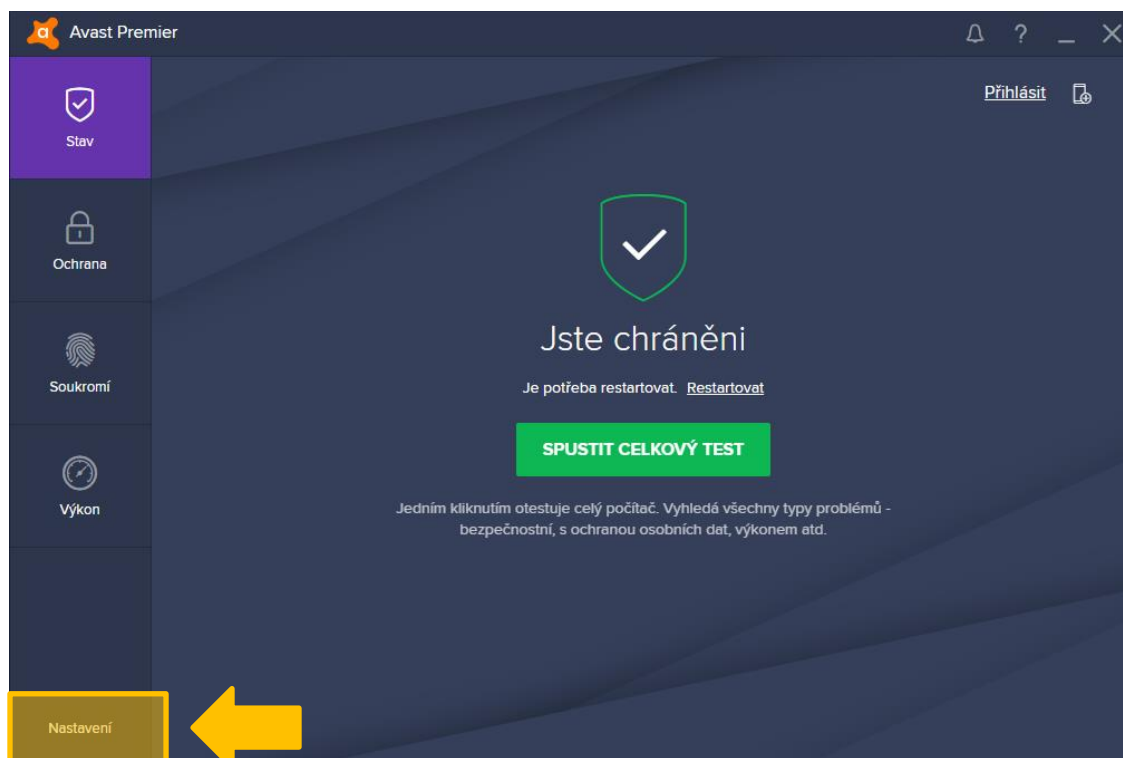 Avast Premier
?
Přihlásit
Stav
Ochrana
Soukromí
Výkon
Nastavení
Jste chráněni
Je potřeba restartovat. Restartovat
SPUSTIT CELKOVÝ TEST
Jedním kliknutím otestuje celý počítač. Vyhledá všechny typy problémů -
bezpečnostní, s ochranou osobních dat, výkonem atd.